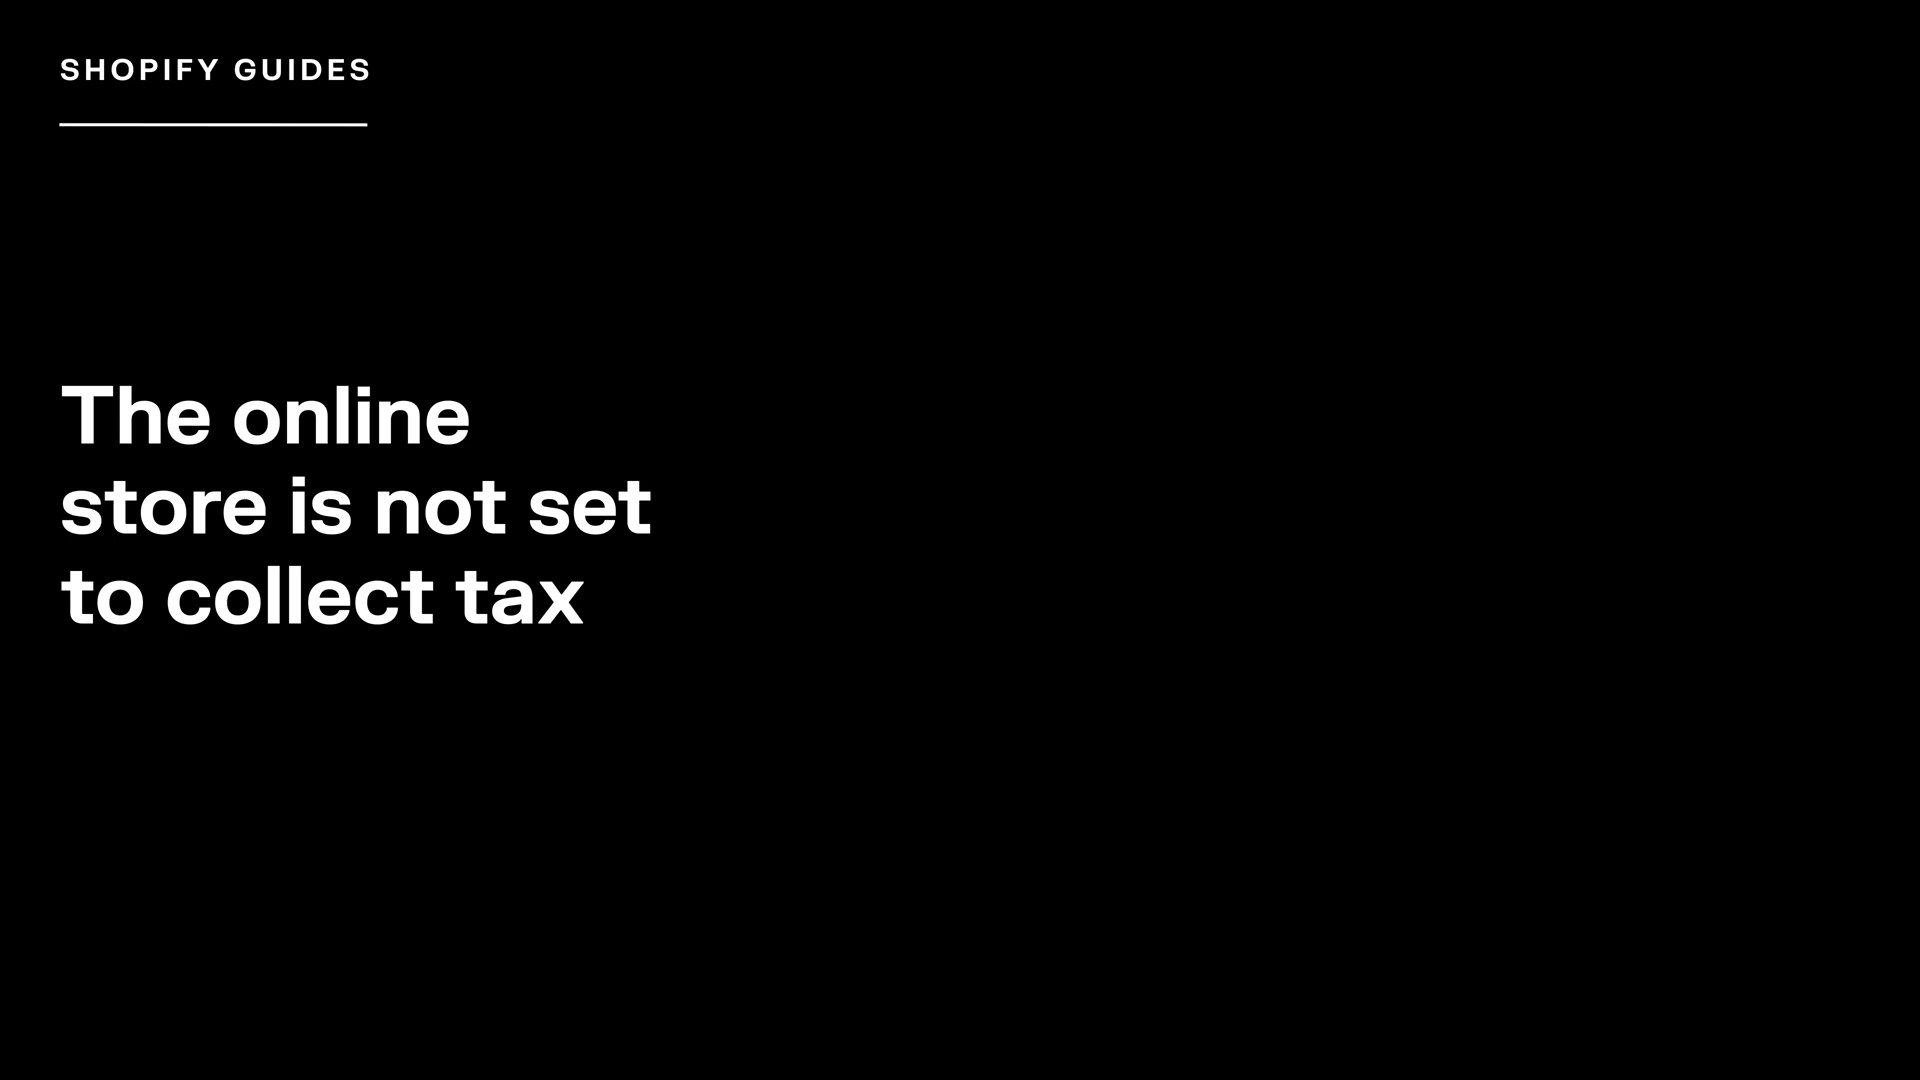 SHOPIFY GUIDES
The online
store is not set
to collect tax